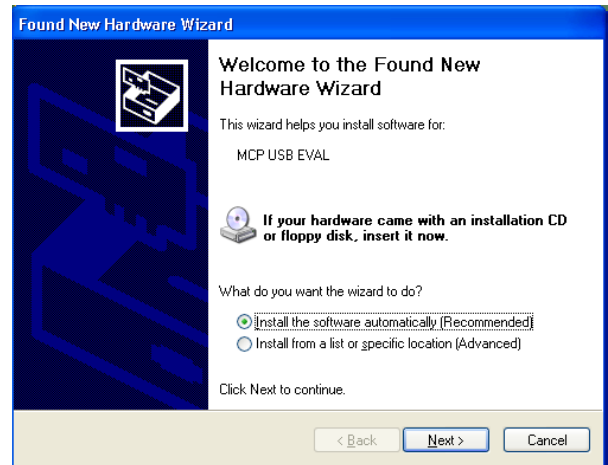 Found New Hardware Wizard
Welcome to the Found New
Hardware Wizard
This wizard helps you install software for:
MCP USB EVAL
If your hardware came with an installation CD
or floppy disk, insert it now.
What do you want the wizard to do?
Install the software automatically (Recommended)
Install from a list or specific location (Advanced)
Click Next to continue.
< Back
Next >
Cancel